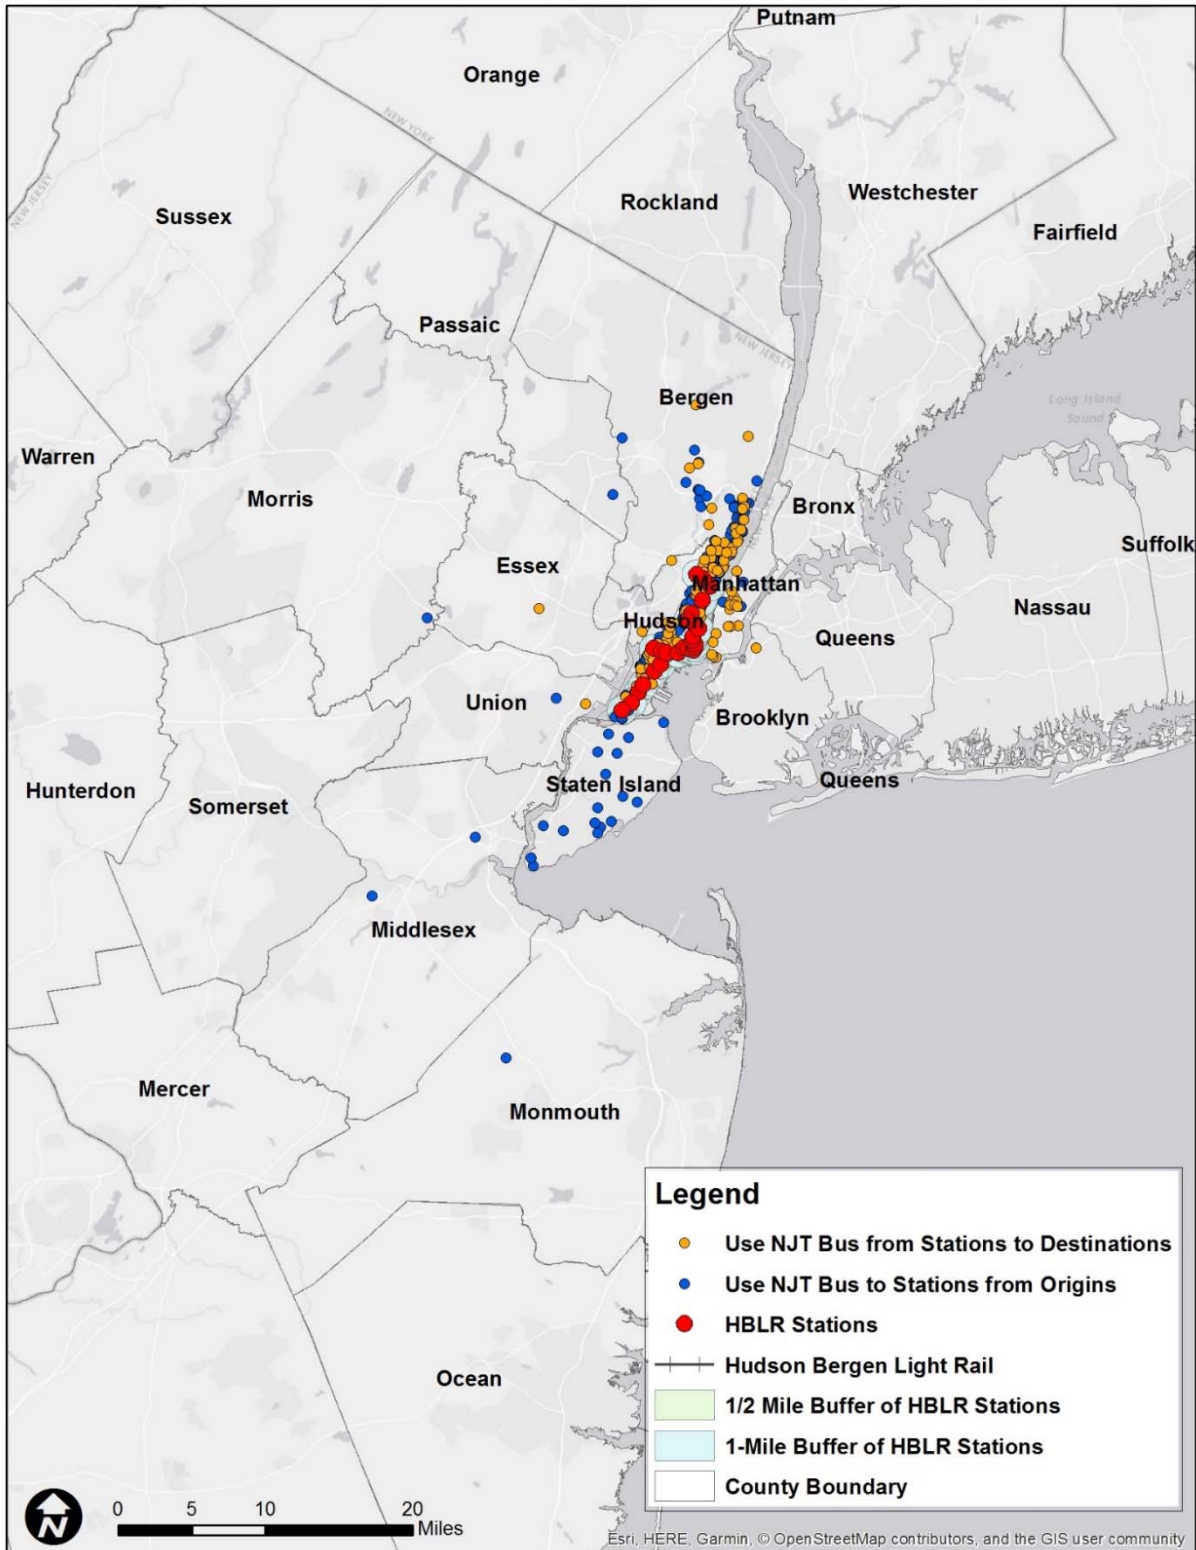 Putnam
Orange
NEW YORK
NEW JERSEY
Rockland
Westchester
Sussex
Fairfield
Passaic
NEW JERSEY
Bergen
Long Island
Sound
Warren
Morris
Bronx
Suffolk
Essex
Manhattan
Nassau
Hudson
Queens
Union
Brooklyn
Queens
Staten Island
Hunterdon
Somerset
Middlesex
Mercer
Monmouth
Ocean
Legend
Use NJT Bus from Stations to Destinations
Use NJT Bus to Stations from Origins
HBLR Stations
Hudson Bergen Light Rail
1/2 Mile Buffer of HBLR Stations
1-Mile Buffer of HBLR Stations
County Boundary
N
0 5 10 20
Miles
Esri, HERE, Garmin, © OpenStreetMap contributors, and the GIS user community